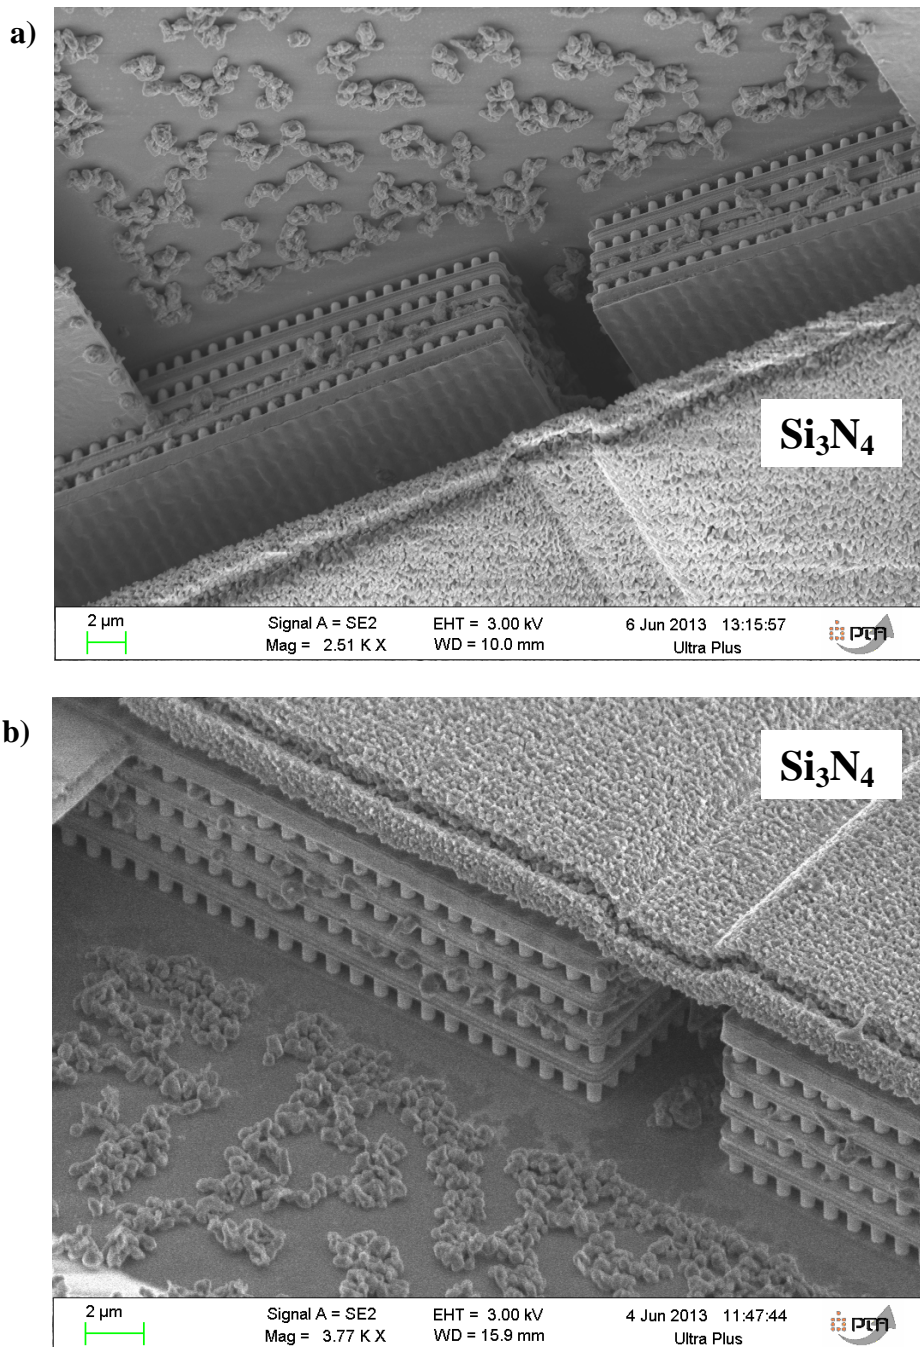 a)
Si₃N₄
2 µm
Signal A = SE2
EHT = 3.00 kV
6 Jun 2013 13:15:57
Mag = 2.51 K X
WD = 10.0 mm
Ultra Plus
PTA
b)
Si₃N₄
2 µm
Signal A = SE2
EHT = 3.00 kV
4 Jun 2013 11:47:44
Mag = 3.77 K X
WD = 15.9 mm
Ultra Plus
PTA